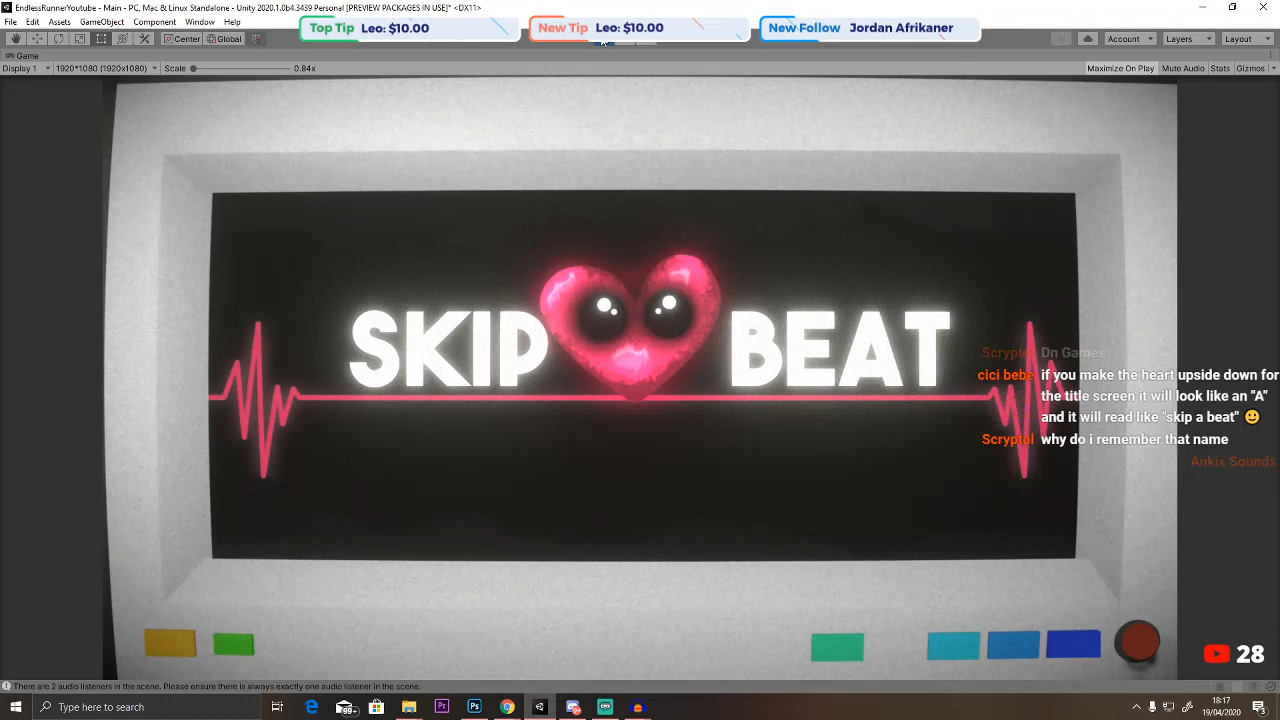 EndlessRunner-Youtube - Main - PC, Mac & Linux Standalone - Unity 2020.1.0b4.3439 Personal [PREVIEW PACKAGES IN USE]* <DX11>
File Edit Assets GameObject Component Window Help
Top Tip Leo: $10.00
New Tip Leo: $10.00
New Follow Jordan Afrikaner
Center Global
Account Layers Layout
Game
Display 1 1920*1080 (1920x1080) Scale 0.84x
Maximize On Play Mute Audio Stats Gizmos
SKIP BEAT
Scryptol Dn Games
cici bebe if you make the heart upside down for
the title screen it will look like an "A"
and it will read like "skip a beat" 🙂
Scryptol why do i remember that name
Ankix Sounds
28
There are 2 audio listeners in the scene. Please ensure there is always exactly one audio listener in the scene.
Type here to search
99+
18:17
19/04/2020